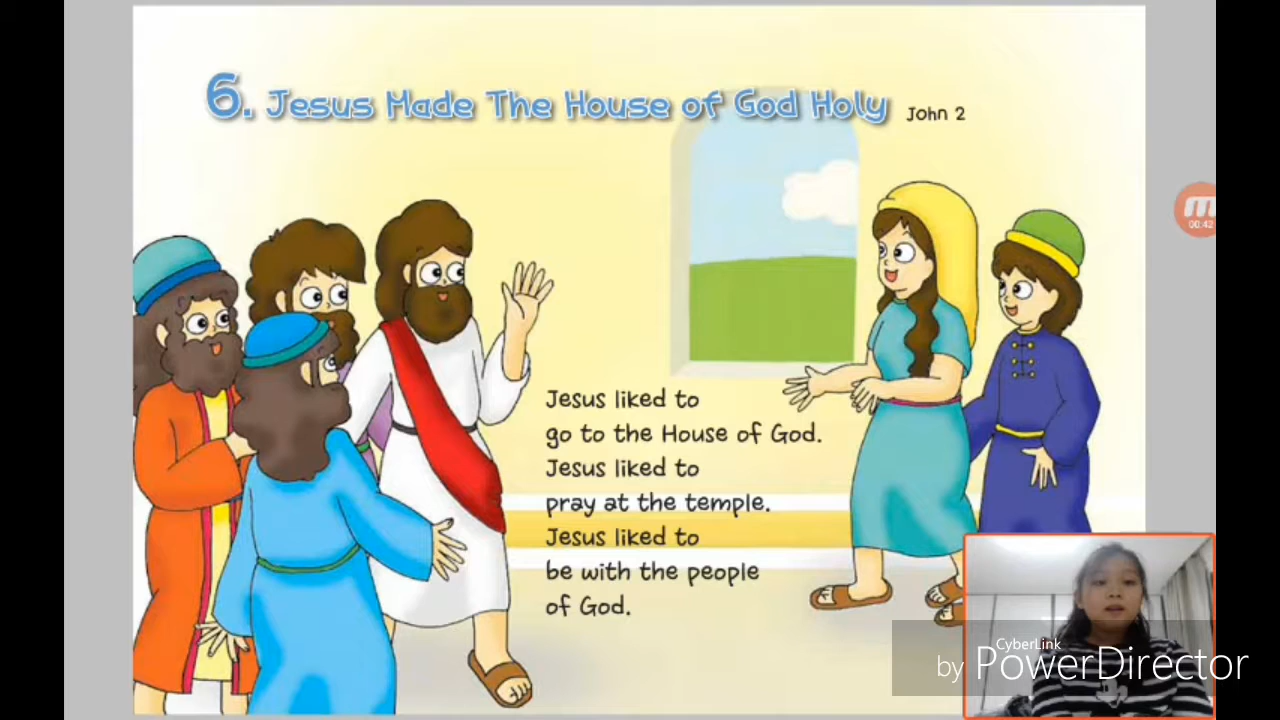 6. Jesus Made The House of God Holy John 2
Jesus liked to
go to the House of God.
Jesus liked to
pray at the temple.
Jesus liked to
be with the people
of God.
00:42
CyberLink
by PowerDirector